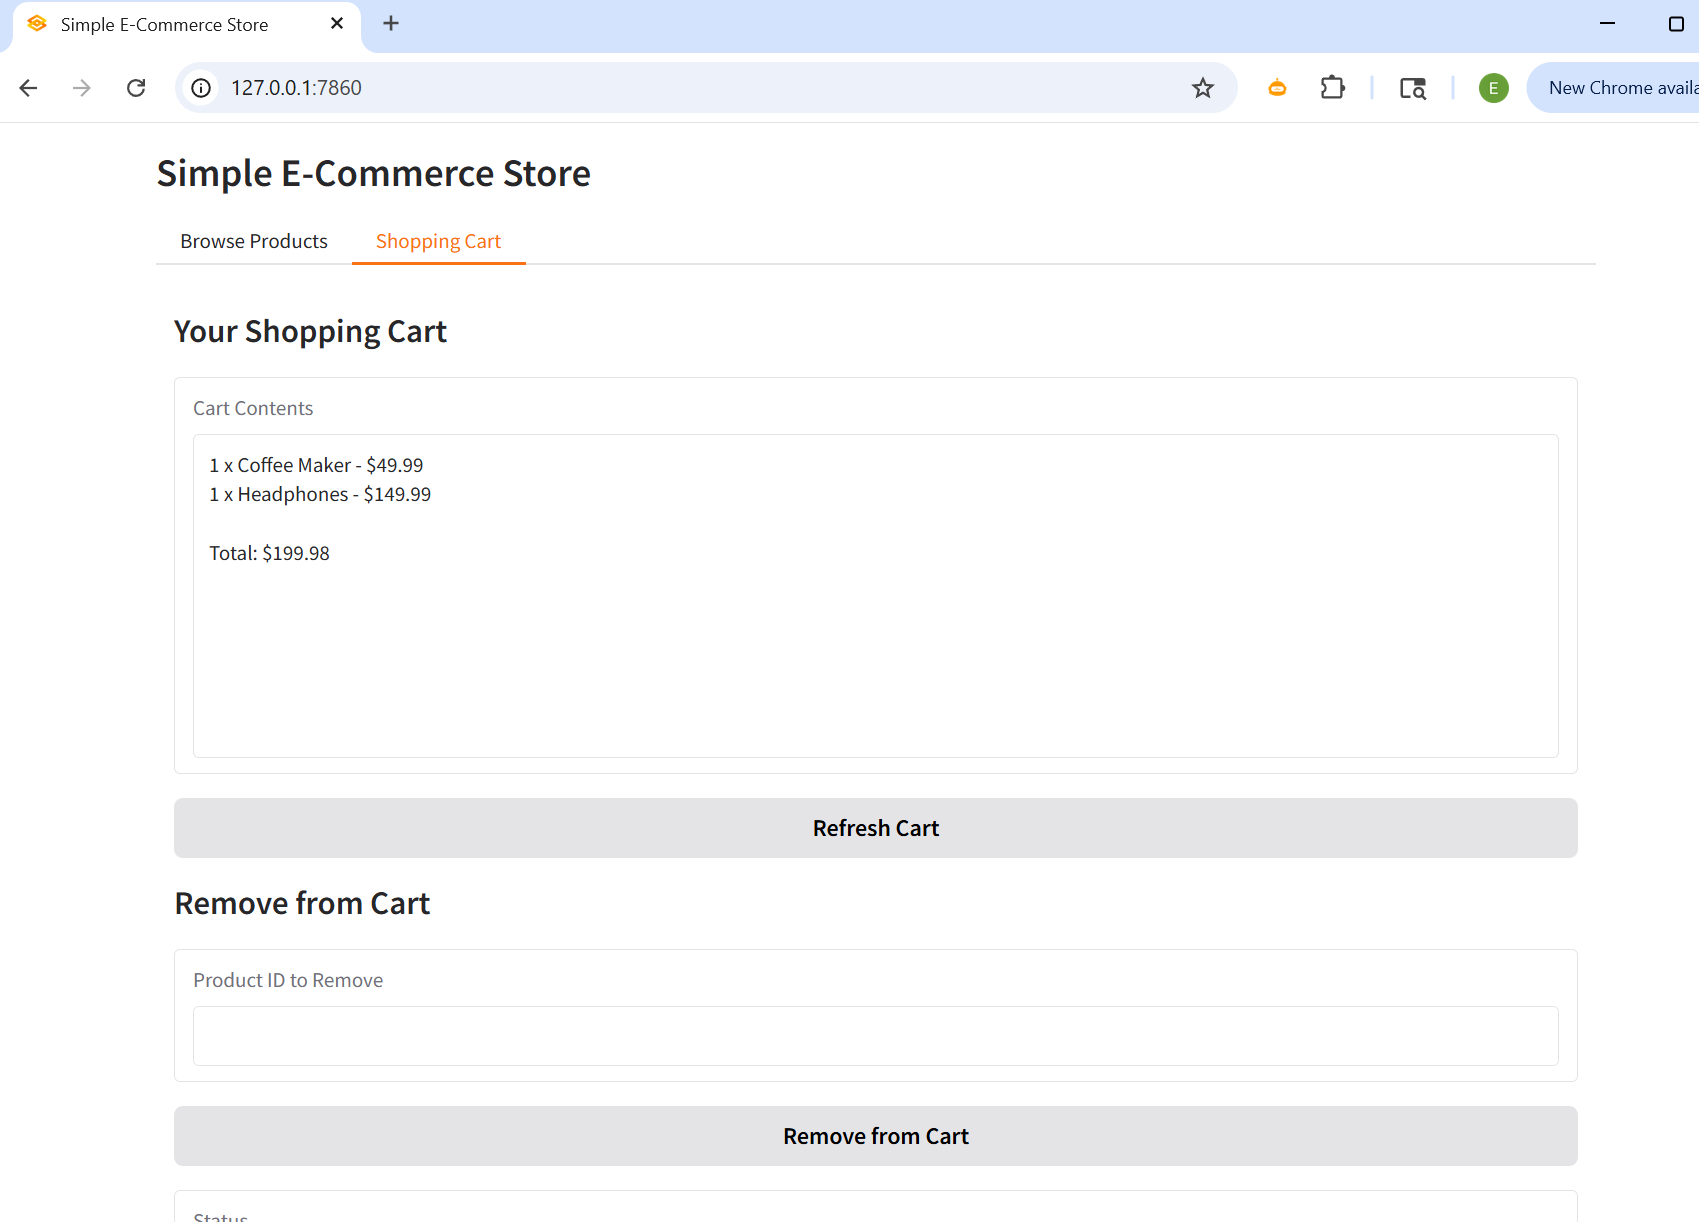 Simple E-Commerce Store
127.0.0.1:7860
E
New Chrome
Simple E-Commerce Store
Browse Products
Shopping Cart
Your Shopping Cart
Cart Contents
1 x Coffee Maker - $49.99
1 x Headphones - $149.99
Total: $199.98
Refresh Cart
Remove from Cart
Product ID to Remove
Remove from Cart
Status